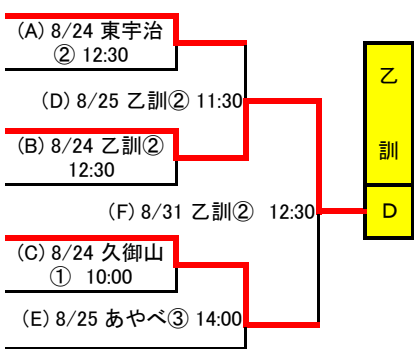 (A) 8/24 東宇治
② 12:30
(D) 8/25 乙訓② 11:30
(B) 8/24 乙訓②
12:30
(F) 8/31 乙訓② 12:30
(C) 8/24 久御山
① 10:00
(E) 8/25 あやべ③ 14:00
乙
訓
D